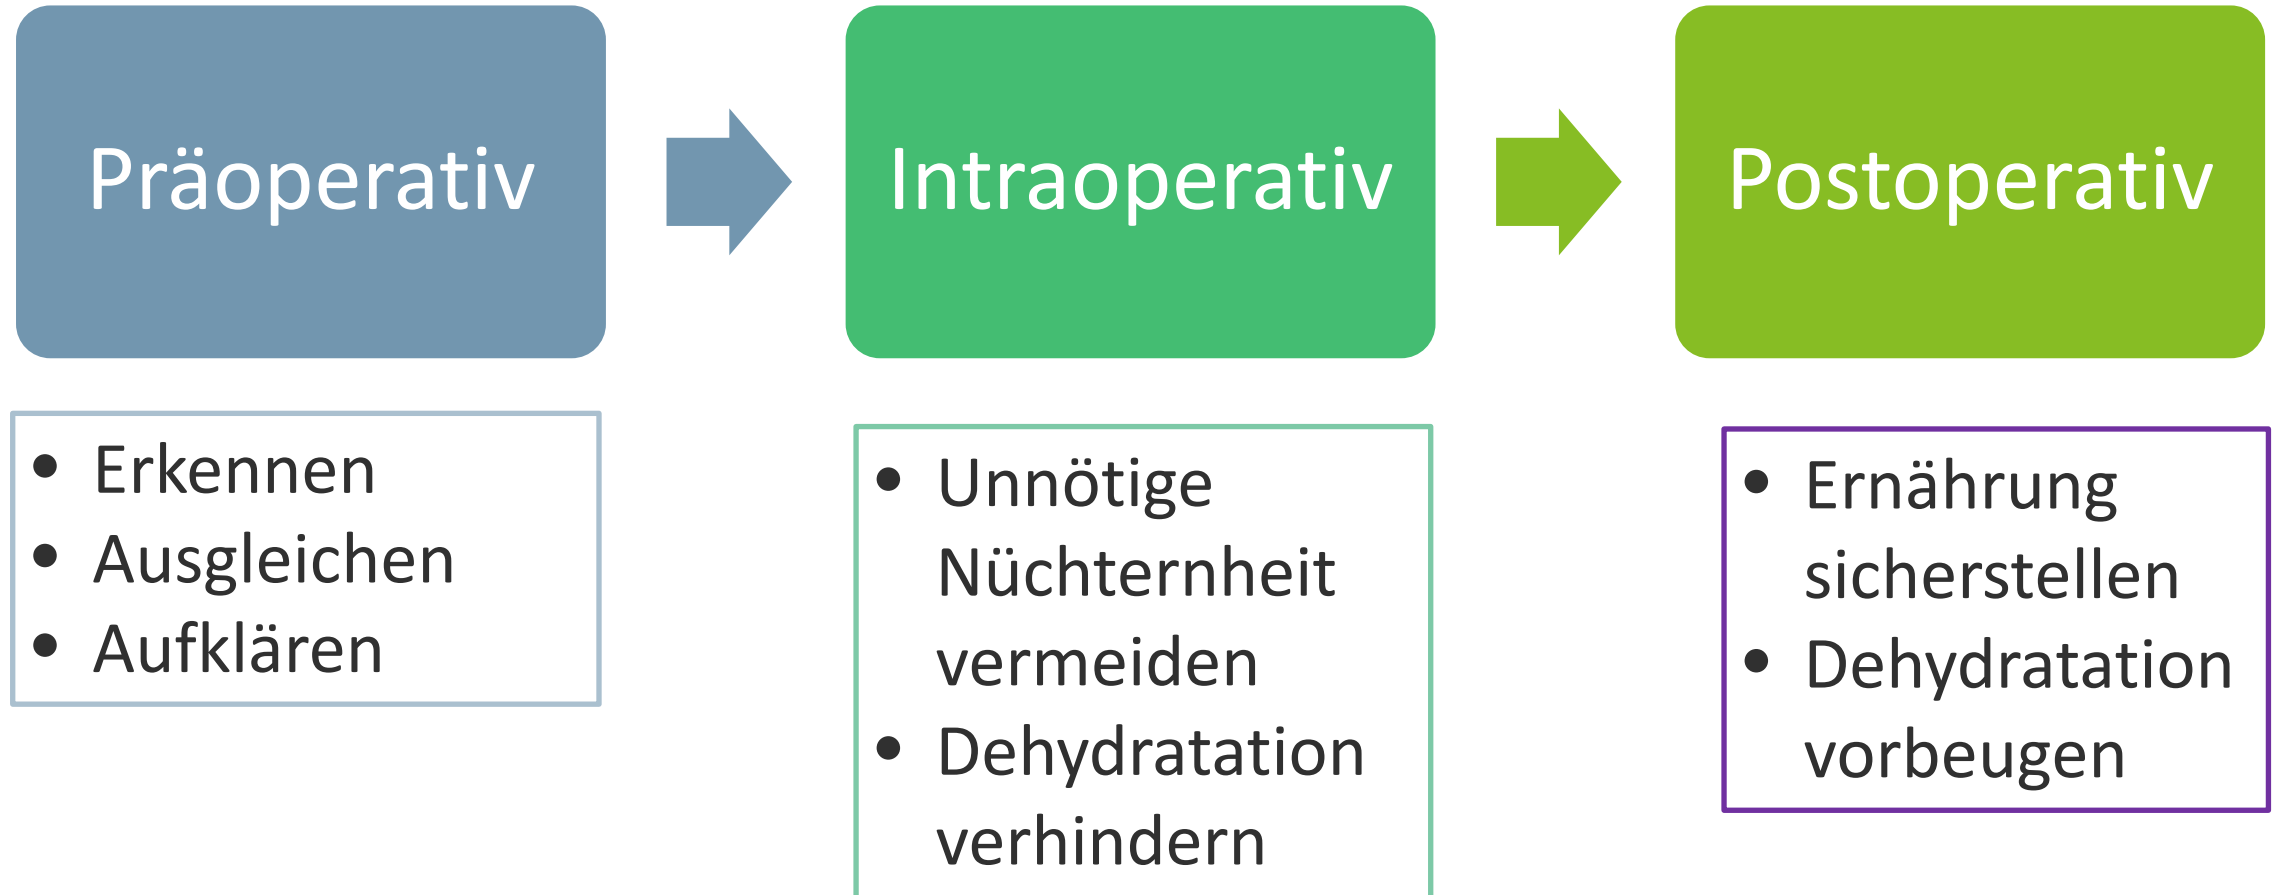 Präoperativ
Intraoperativ
Postoperativ
• Erkennen
• Ausgleichen
• Aufklären
• Unnötige
Nüchternheit
vermeiden
• Dehydratation
verhindern
• Ernährung
sicherstellen
• Dehydratation
vorbeugen